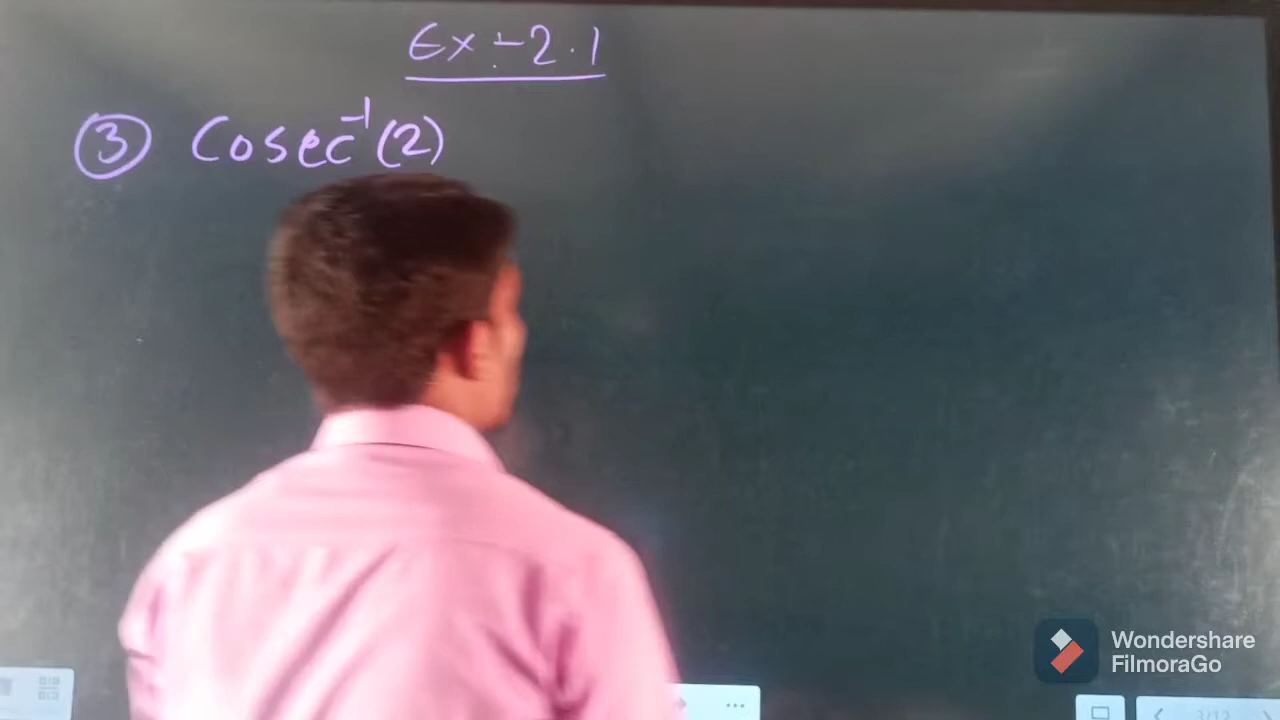 Ex:-2.1
③ Cosec⁻¹(2)
Wondershare
FilmoraGo